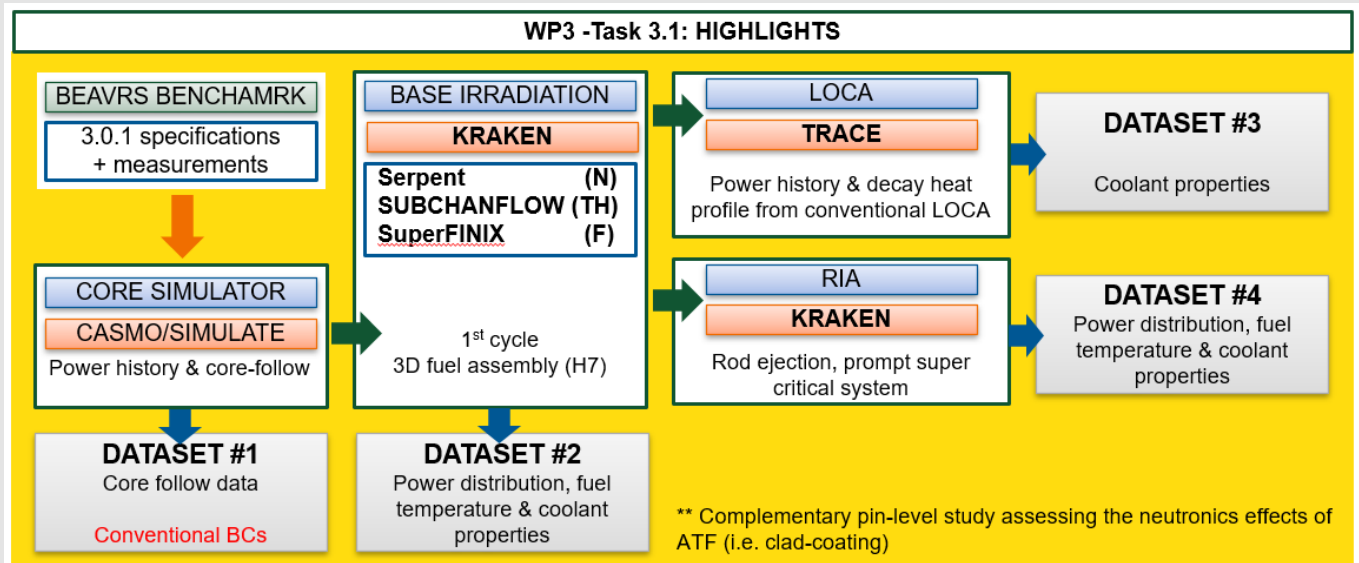 WP3 -Task 3.1: HIGHLIGHTS
BEAVRS BENCHAMRK
3.0.1 specifications
+ measurements
CORE SIMULATOR
CASMO/SIMULATE
Power history & core-follow
DATASET #1
Core follow data
Conventional BCs
BASE IRRADIATION
KRAKEN
Serpent (N)
SUBCHANFLOW (TH)
SuperFINIX (F)
1st cycle
3D fuel assembly (H7)
DATASET #2
Power distribution, fuel
temperature & coolant
properties
LOCA
TRACE
Power history & decay heat
profile from conventional LOCA
DATASET #3
Coolant properties
RIA
KRAKEN
Rod ejection, prompt super
critical system
DATASET #4
Power distribution, fuel
temperature & coolant
properties
** Complementary pin-level study assessing the neutronics effects of
ATF (i.e. clad-coating)